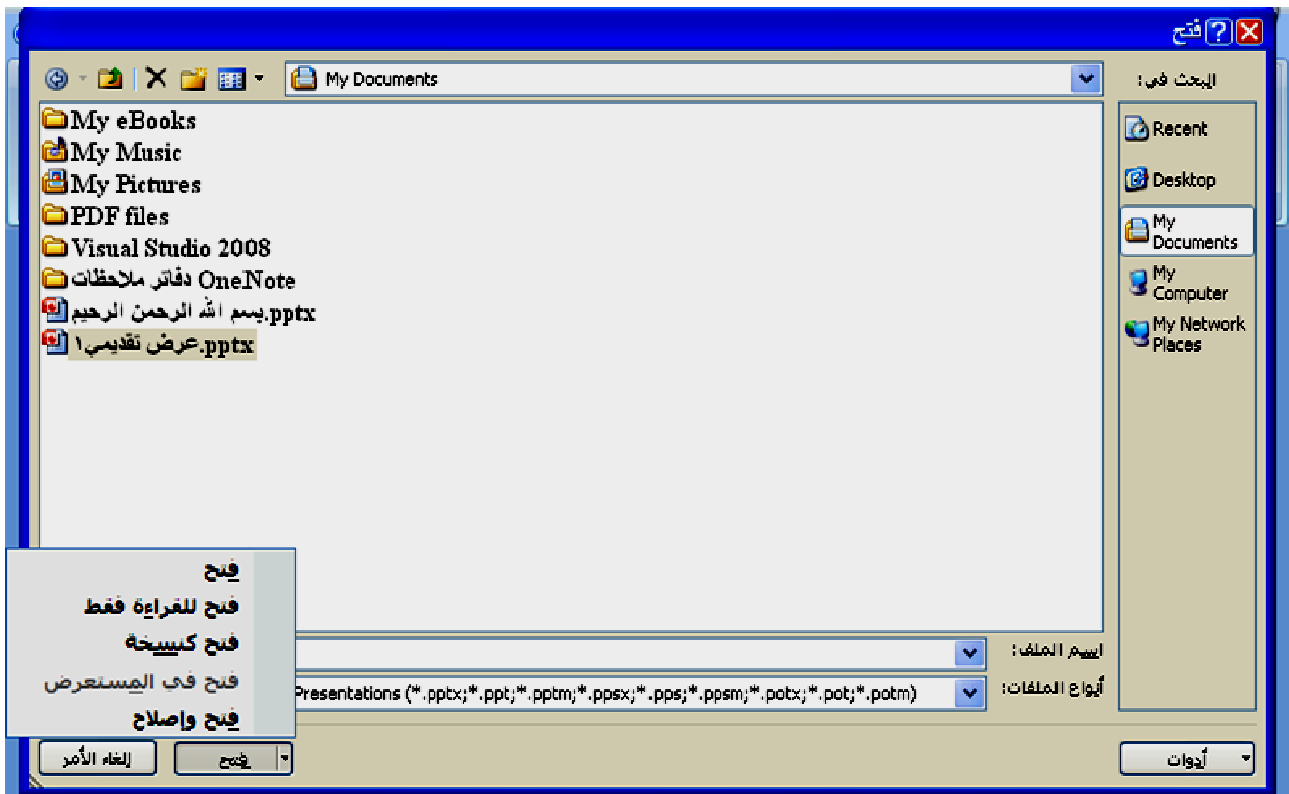 فتح
البحث في:
My Documents
Recent
Desktop
My
Documents
My
Computer
My Network
Places
My eBooks
My Music
My Pictures
PDF files
Visual Studio 2008
دفاتر ملاحظات OneNote
بسم الله الرحمن الرحيم.pptx
عرض تقديمي١.pptx
اسم الملف:
أنواع الملفات:
Presentations (*.pptx;*.ppt;*.pptm;*.ppsx;*.pps;*.ppsm;*.potx;*.pot;*.potm)
فتح
فتح للقراءة فقط
فتح كنسخة
فتح في المستعرض
فتح وإصلاح
أدوات
فتح
إلغاء الأمر